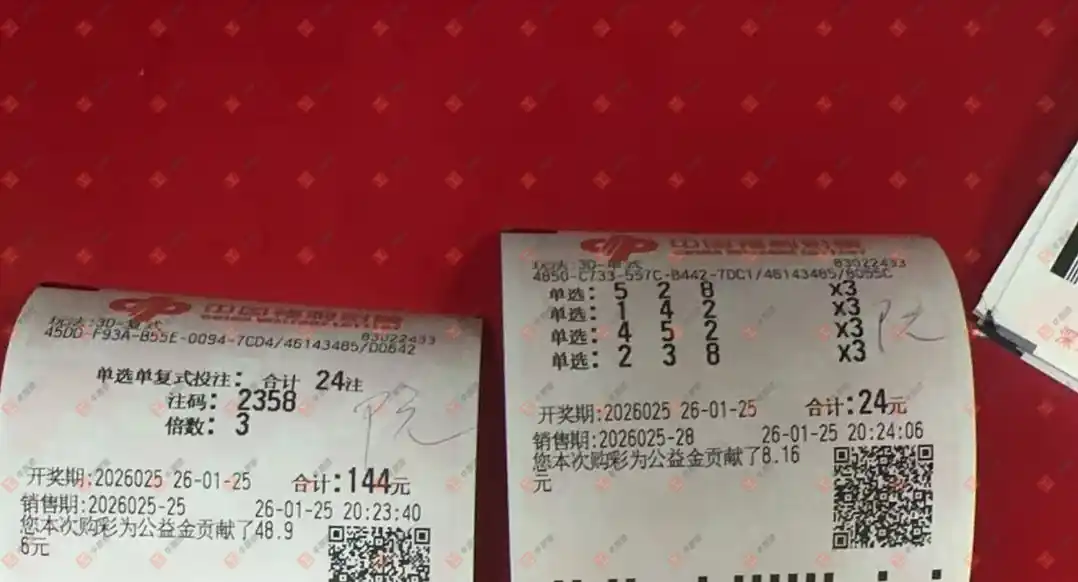 中国福利彩票
玩法:3D-复式 83022433
45DD-F93A-B55E-0094-7CD4/46143485/D0642
单选单复式投注: 合计 24注
注码: 2358
倍数: 3
开奖期:2026025 26-01-25 合计:144元
销售期:2026025-25 26-01-25 20:23:40
您本次购彩为公益金贡献了48.9
6元
中国福利彩票
玩法:3D-单式 83022433
4850-C733-557C-8442-7DC1/46143485/8055C
单选: 5 2 8 x3
单选: 1 4 2 x3
单选: 4 5 2 x3
单选: 2 3 8 x3
开奖期:2026025 26-01-25 合计:24元
销售期:2026025-28 26-01-25 20:24:06
您本次购彩为公益金贡献了8.16
元